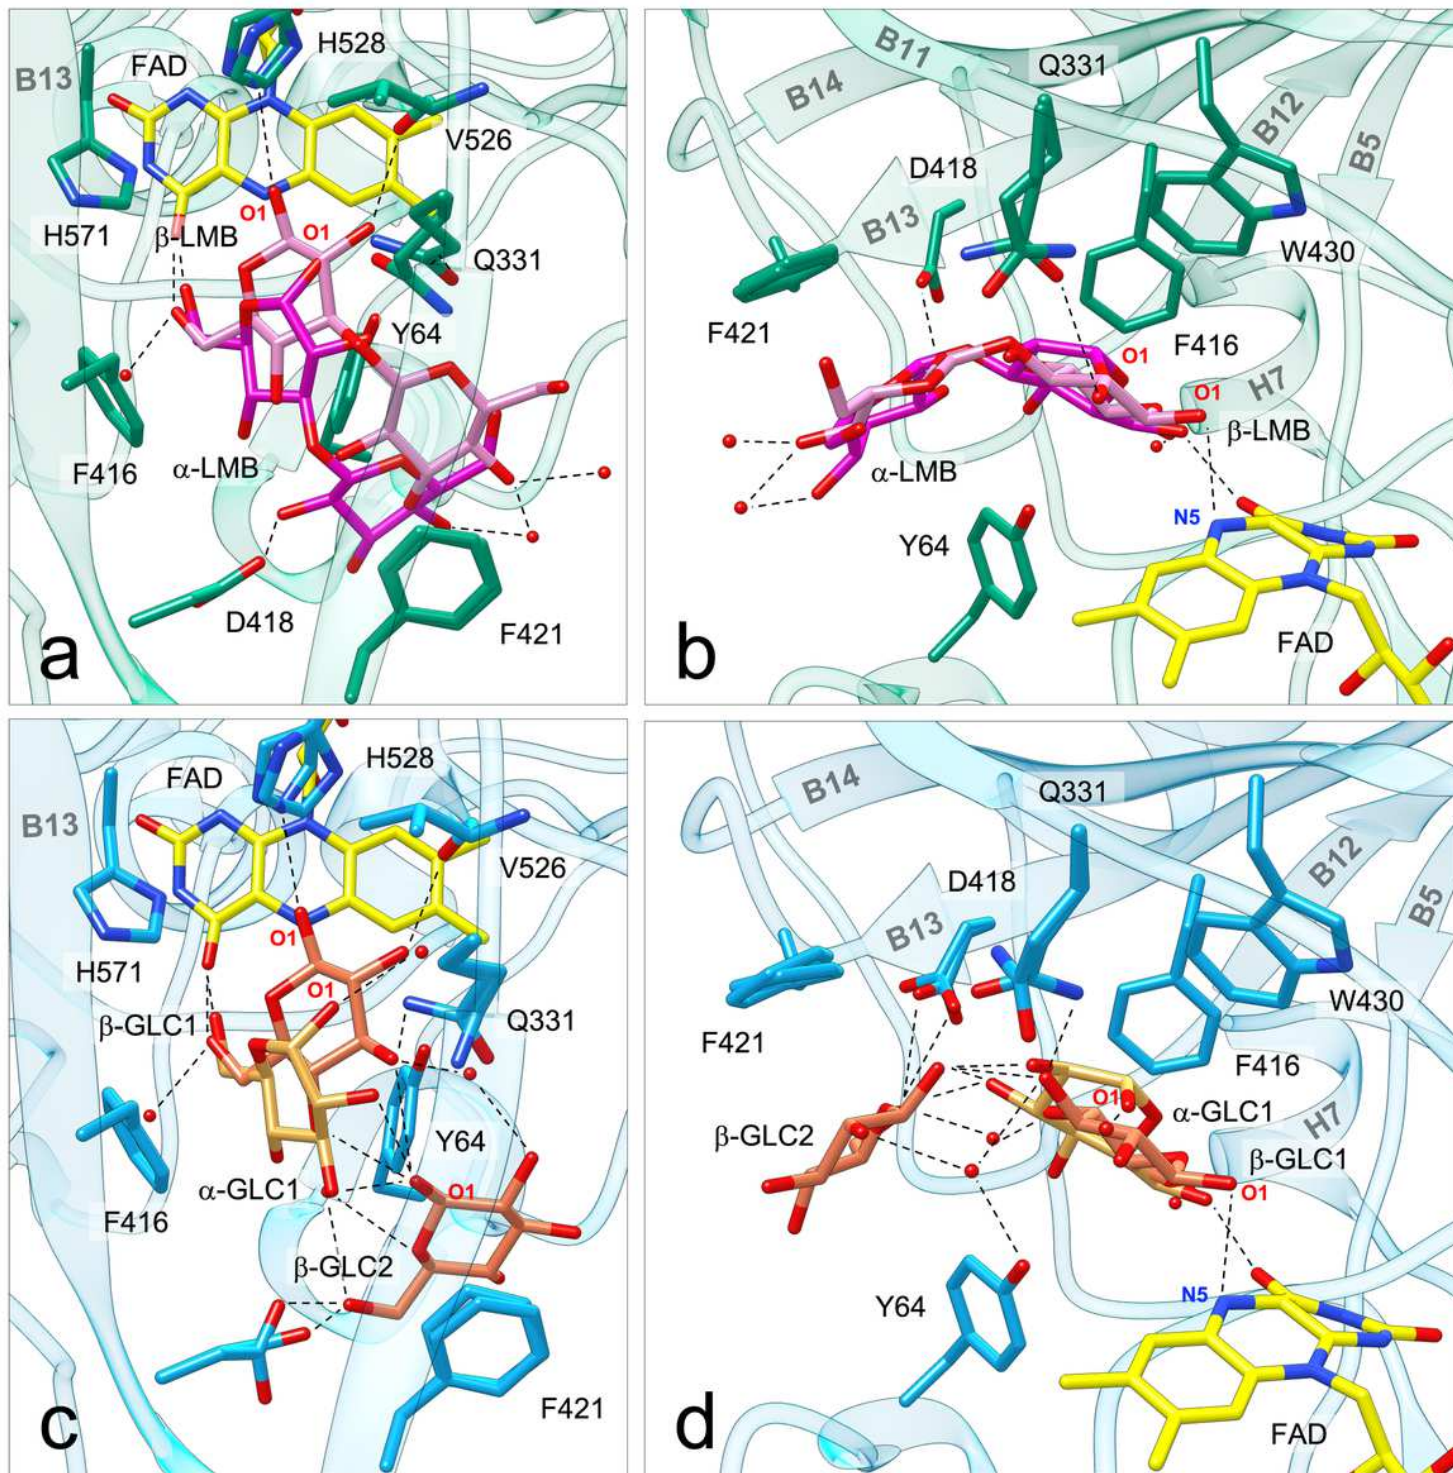 H528
FAD
B13
V526
O1
O1
H571
β-LMB
Q331
Y64
F416
α-LMB
D418
F421
a
B11
Q331
B14
B12
D418
B5
B13
W430
F421
F416
O1
O1
H7
β-LMB
α-LMB
N5
Y64
FAD
b
H528
FAD
B13
V526
O1
H571
O1
Q331
β-GLC1
Y64
α-GLC1
O1
F416
β-GLC2
F421
c
Q331
B14
B12
D418
B5
B13
W430
F421
F416
O1
α-GLC1
β-GLC2
H7
β-GLC1
O1
N5
Y64
FAD
d